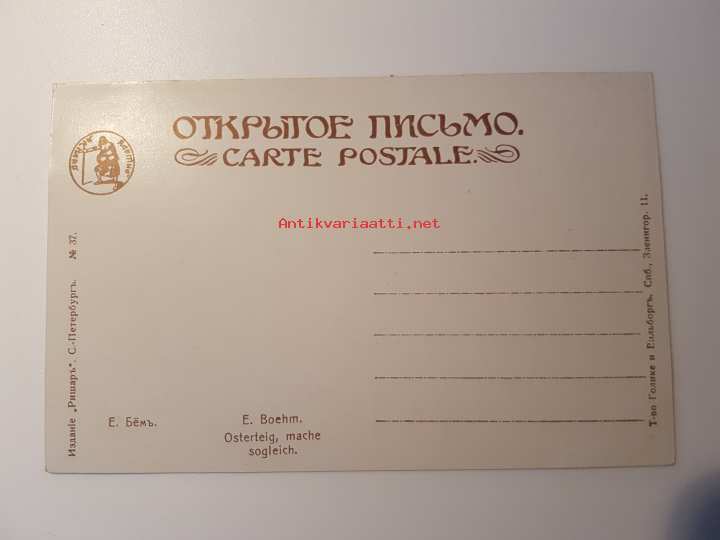 ОТКРЫТОЕ ПИСЬМО.
CARTE POSTALE.
Antikvariaatti.net
Изданіе „Ришаръ“. С.-Петербургъ. № 37.
Е. Бёмъ.
E. Boehm.
Osterteig, mache
sogleich.
Т-во Голике и Вильборгъ. Спб., Звенигор. 11.